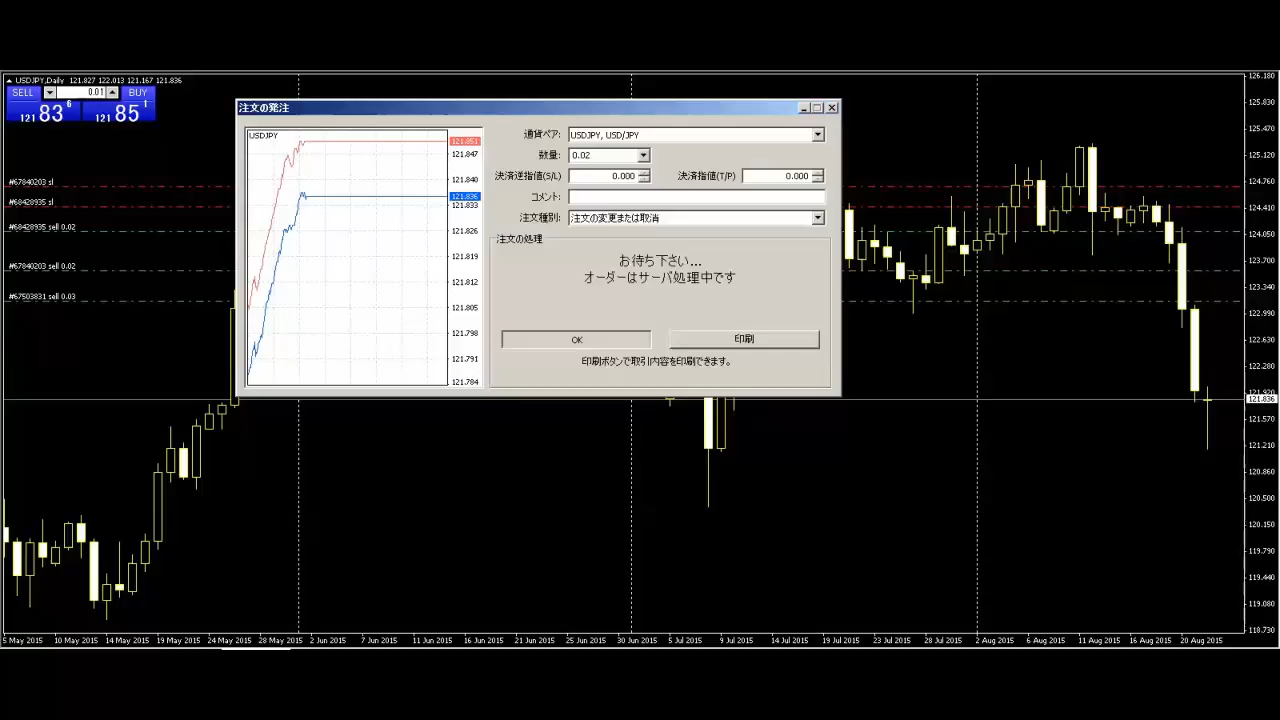 USDJPY,Daily 121.827 122.013 121.167 121.836
SELL 0.01 BUY
121 83 6 121 85 1
注文の発注
USDJPY
121.851
121.847
121.840
121.836
121.833
121.826
121.819
121.812
121.805
121.798
121.791
121.784
通貨ペア: USDJPY, USD/JPY
数量: 0.02
決済逆指値(S/L) 0.000 決済指値(T/P) 0.000
コメント:
注文種別: 注文の変更または取消
注文の処理
お待ち下さい...
オーダーはサーバ処理中です
OK 印刷
印刷ボタンで取引内容を印刷できます。
#67840203 sl
#68428935 sl
#68428935 sell 0.02
#67840203 sell 0.02
#67503831 sell 0.03
126.180
125.830
125.470
125.120
124.760
124.410
124.050
123.700
123.340
122.990
122.630
122.280
121.920
121.836
121.570
121.210
120.860
120.500
120.150
119.790
119.440
119.080
118.730
5 May 2015 10 May 2015 14 May 2015 19 May 2015 24 May 2015 28 May 2015 2 Jun 2015 7 Jun 2015 11 Jun 2015 16 Jun 2015 21 Jun 2015 25 Jun 2015 30 Jun 2015 5 Jul 2015 9 Jul 2015 14 Jul 2015 19 Jul 2015 23 Jul 2015 28 Jul 2015 2 Aug 2015 6 Aug 2015 11 Aug 2015 16 Aug 2015 20 Aug 2015